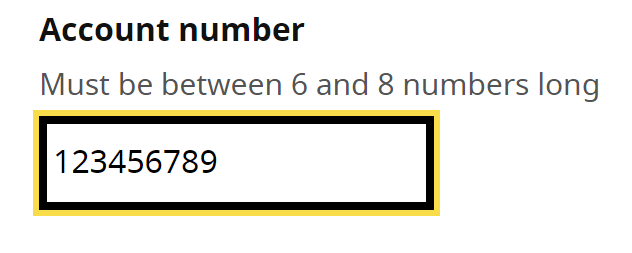 Account number
Must be between 6 and 8 numbers long
123456789